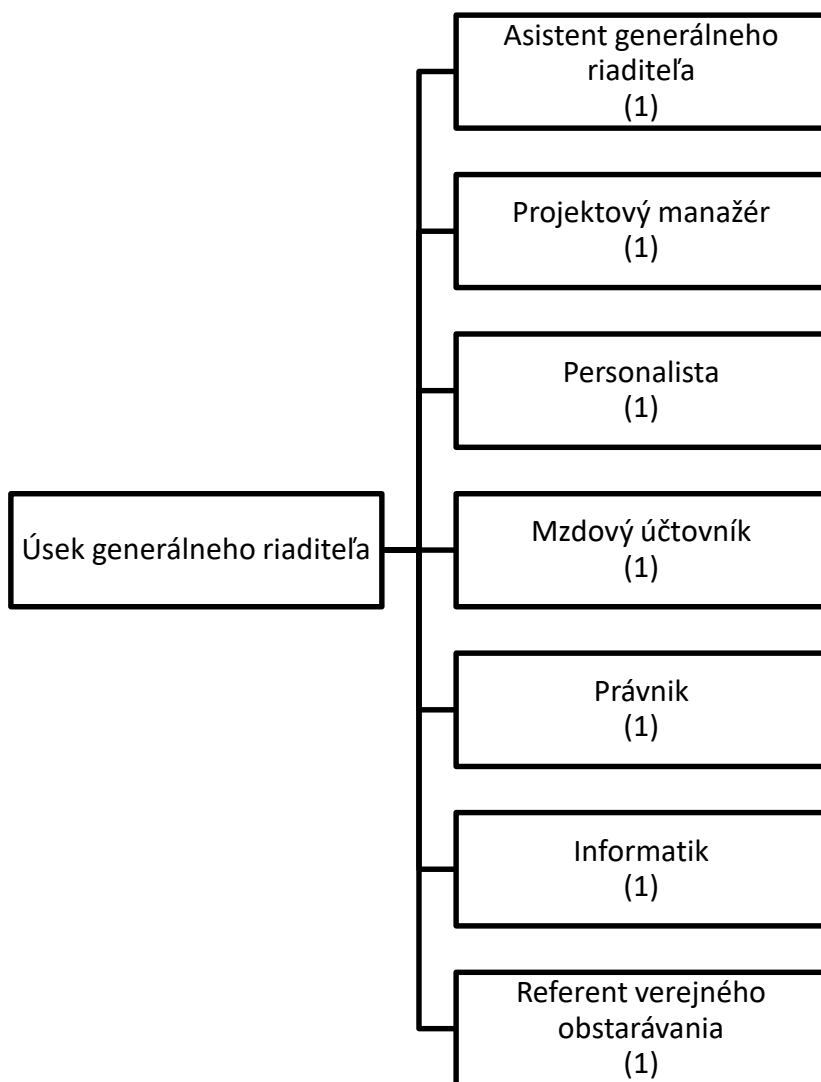 Asistent generálneho
riaditeľa
(1)
Projektový manažér
(1)
Personalista
(1)
Úsek generálneho riaditeľa
Mzdový účtovník
(1)
Právnik
(1)
Informatik
(1)
Referent verejného
obstarávania
(1)